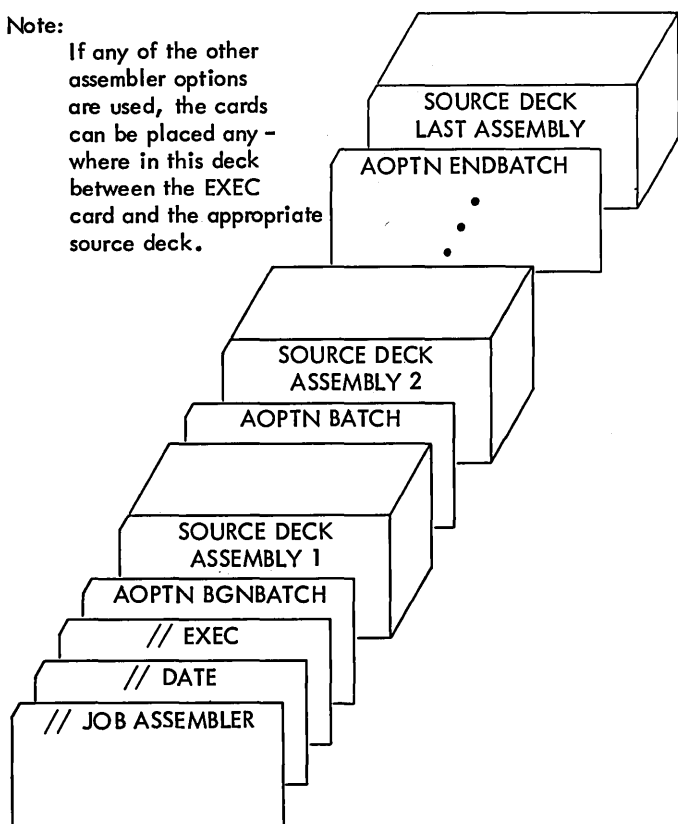 Note:
If any of the other
assembler options
are used, the cards
can be placed any -
where in this deck
between the EXEC
card and the appropriate
source deck.
SOURCE DECK
LAST ASSEMBLY
AOPTN ENDBATCH
SOURCE DECK
ASSEMBLY 2
AOPTN BATCH
SOURCE DECK
ASSEMBLY 1
AOPTN BGNBATCH
// EXEC
// DATE
// JOB ASSEMBLER